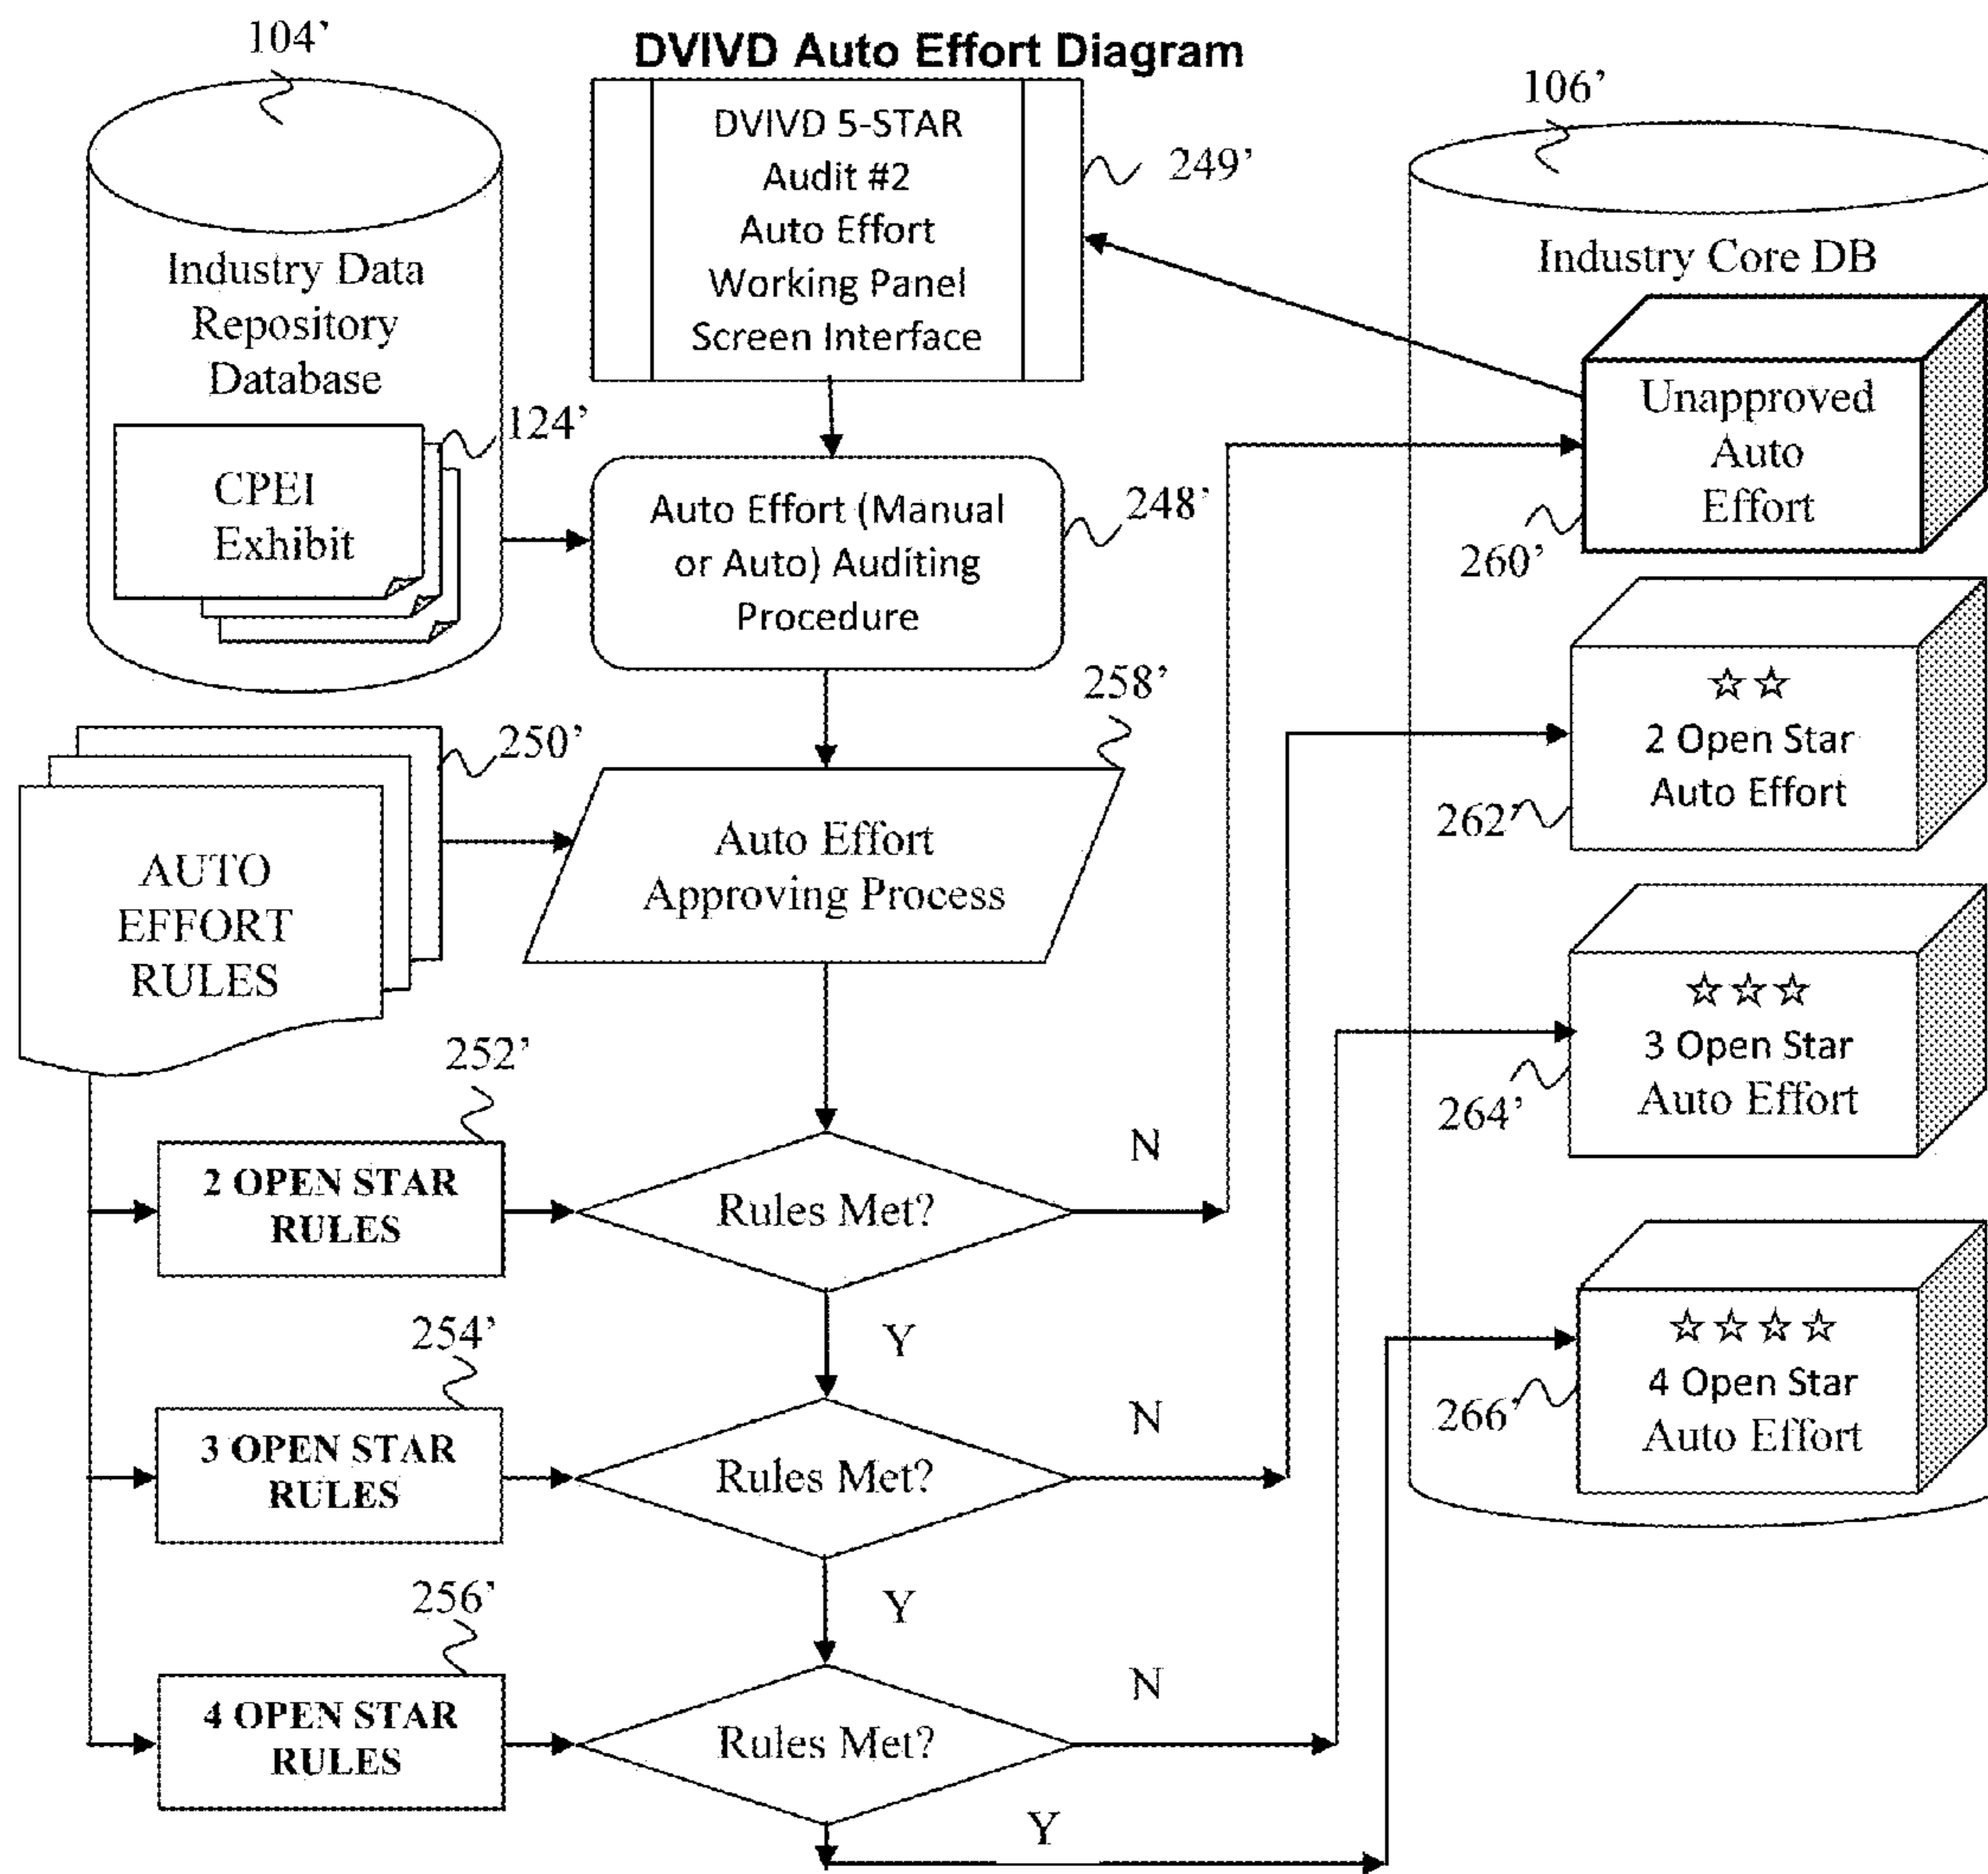 DVIVD Auto Effort Diagram
104’
Industry Data
Repository
Database
124’
CPEI
Exhibit
DVIVD 5-STAR
Audit #2
Auto Effort
Working Panel
Screen Interface
249’
106’
Industry Core DB
Unapproved
Auto
Effort
260’
Auto Effort (Manual
or Auto) Auditing
Procedure
248’
250’
AUTO
EFFORT
RULES
258’
Auto Effort
Approving Process
☆☆
2 Open Star
Auto Effort
262’
☆☆☆
3 Open Star
Auto Effort
264’
252’
2 OPEN STAR
RULES
Rules Met?
N
Y
☆☆☆☆
4 Open Star
Auto Effort
266’
254’
3 OPEN STAR
RULES
Rules Met?
N
Y
256’
4 OPEN STAR
RULES
Rules Met?
N
Y